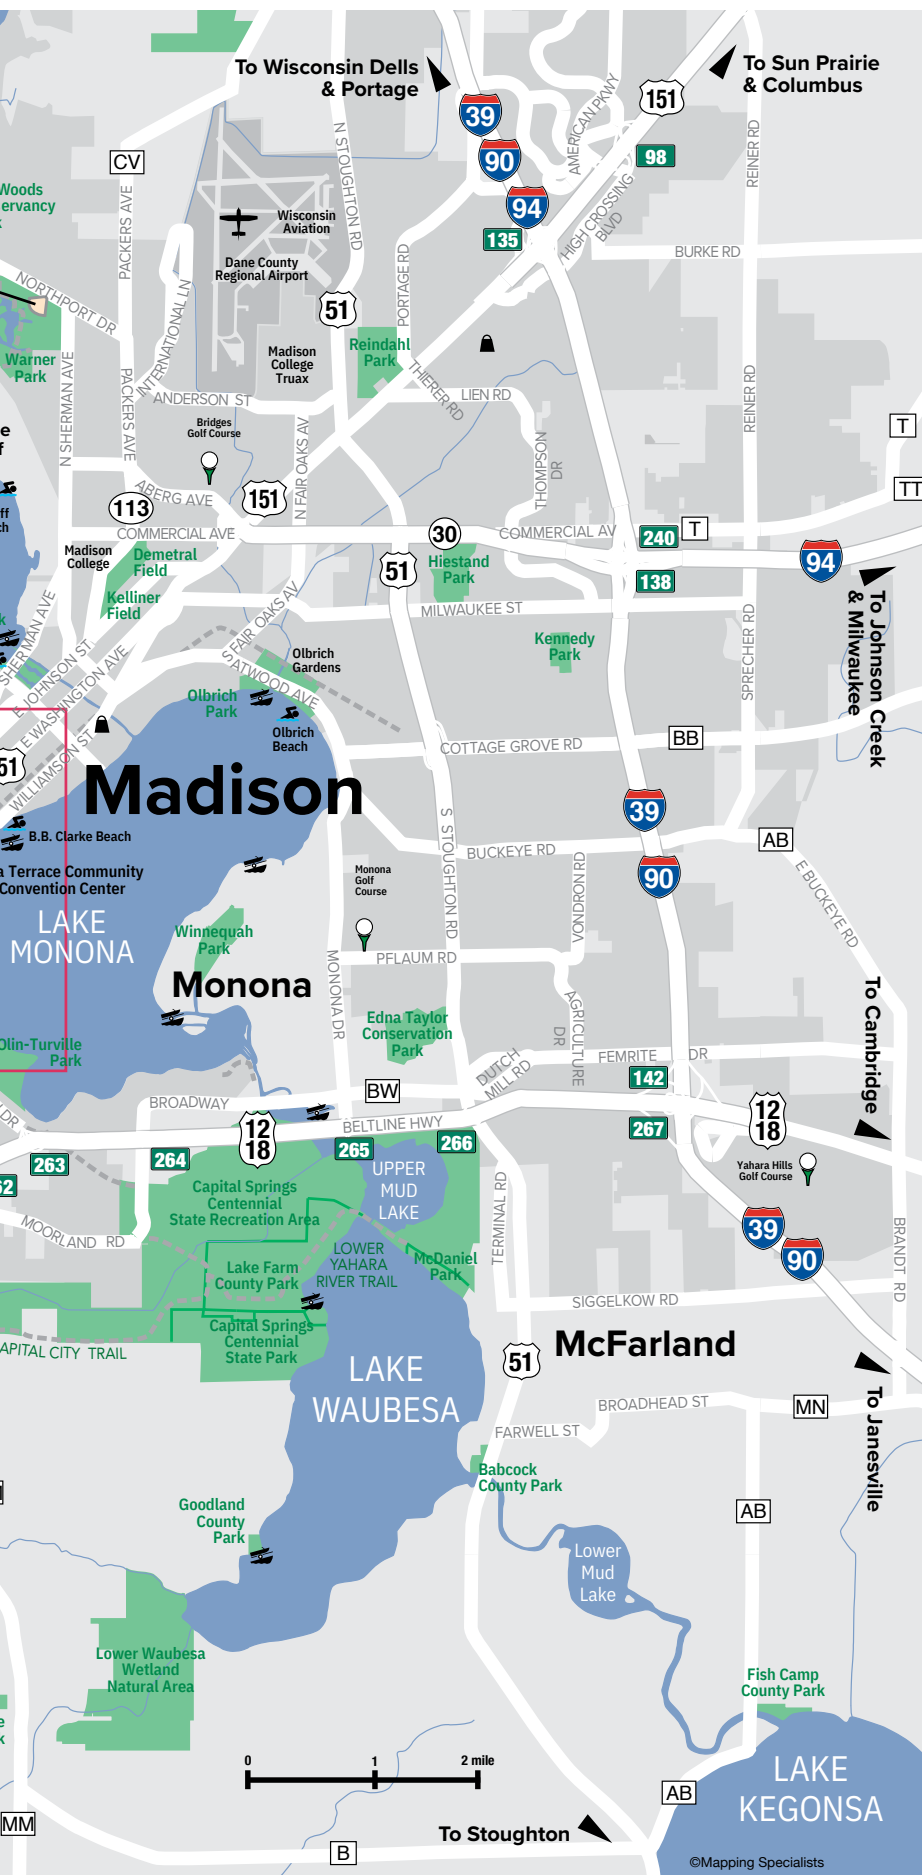 To Wisconsin Dells
& Portage
To Sun Prairie
& Columbus
39
90
94
151
98
135
AMERICAN PKWY
HIGH CROSSING
BLVD
REINER RD
BURKE RD
N STOUGHTON RD
CV
PACKERS AVE
Woods
Wisconsin
Aviation
Dane County
Regional Airport
PORTAGE RD
NORTHPORT DR
INTERNATIONAL LN
51
Warner
Park
N SHERMAN AVE
PACKERS AVE
Madison
College
Truax
Reindahl
Park
THIERER RD
LIEN RD
ANDERSON ST
REINER RD
Bridges
Golf Course
N FAIR OAKS AV
THOMPSON
DR
T
TT
ABERG AVE
113
151
COMMERCIAL AVE
30
COMMERCIAL AV
240
T
94
138
Madison
College
Demetral
Field
Kelliner
Field
51
Hiestand
Park
MILWAUKEE ST
Kennedy
Park
SPRECHER RD
To Johnson Creek
& Milwaukee
SHERMAN AVE
E JOHNSON ST
E WASHINGTON AVE
WILLIAMSON ST
S FAIR OAKS AV
ATWOOD AVE
Olbrich
Gardens
Olbrich
Park
Olbrich
Beach
51
COTTAGE GROVE RD
BB
Madison
39
90
B.B. Clarke Beach
a Terrace Community
Convention Center
LAKE
MONONA
S STOUGHTON RD
BUCKEYE RD
AB
E BUCKEYE RD
Monona
Golf
Course
VONDRON RD
Winnequah
Park
PFLAUM RD
Monona
MONONA DR
Edna Taylor
Conservation
Park
AGRICULTURE
DR
To Cambridge
Olin-Turville
Park
DUTCH
MILL RD
FEMRITE DR
142
BW
BROADWAY
12
18
BELTLINE HWY
12
18
267
263
264
265
266
62
UPPER
MUD
LAKE
Yahara Hills
Golf Course
Capital Springs
Centennial
State Recreation Area
MOORLAND RD
TERMINAL RD
39
90
BRANDT RD
LOWER
YAHARA
RIVER TRAIL
McDaniel
Park
Lake Farm
County Park
Capital Springs
Centennial
State Park
APITAL CITY TRAIL
SIGGELKOW RD
McFarland
51
LAKE
WAUBESA
To Janesville
BROADHEAD ST
MN
FARWELL ST
Babcock
County Park
Goodland
County
Park
AB
Lower
Mud
Lake
Lower Waubesa
Wetland
Natural Area
Fish Camp
County Park
0 1 2 mile
LAKE
KEGONSA
AB
MM
To Stoughton
B
©Mapping Specialists